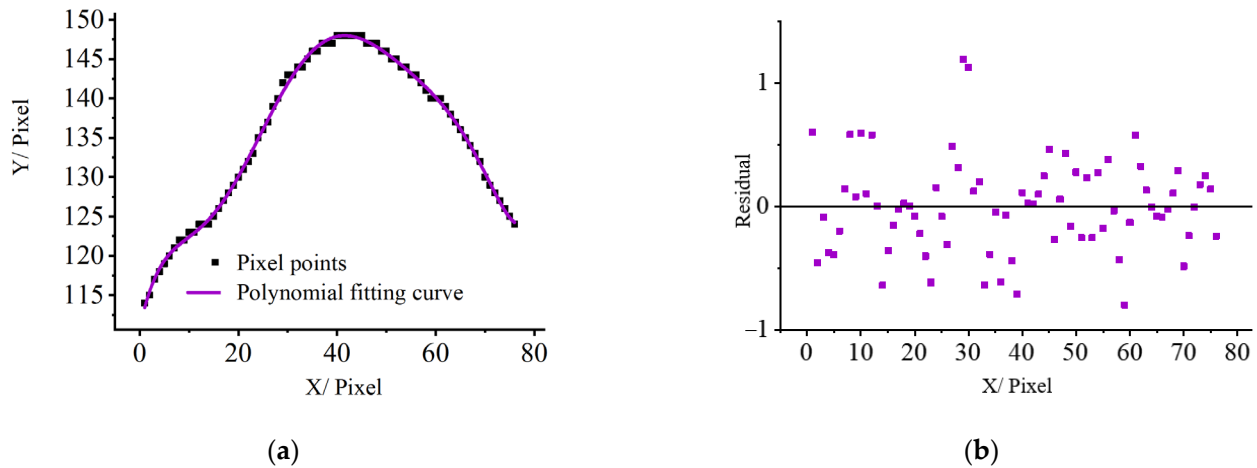 150
145
140
135
130
125
120
115
Y/ Pixel
Pixel points
Polynomial fitting curve
0 20 40 60 80
X/ Pixel
(a)
1
0
–1
Residual
0 10 20 30 40 50 60 70 80
X/ Pixel
(b)